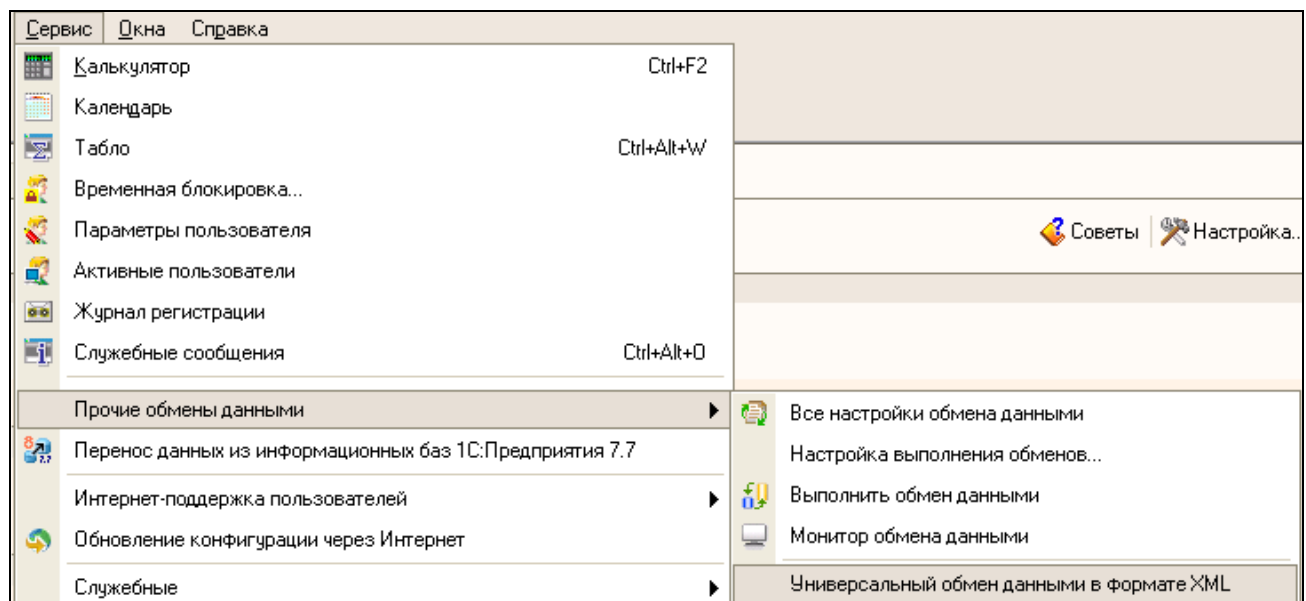 Сервис Окна Справка
Калькулятор Ctrl+F2
Календарь
Табло Ctrl+Alt+W
Временная блокировка...
Параметры пользователя
Советы Настройка..
Активные пользователи
Журнал регистрации
Служебные сообщения Ctrl+Alt+O
Прочие обмены данными
Все настройки обмена данными
Перенос данных из информационных баз 1С:Предприятия 7.7
Настройка выполнения обменов...
Интернет-поддержка пользователей
Выполнить обмен данными
Обновление конфигурации через Интернет
Монитор обмена данными
Служебные
Универсальный обмен данными в формате XML